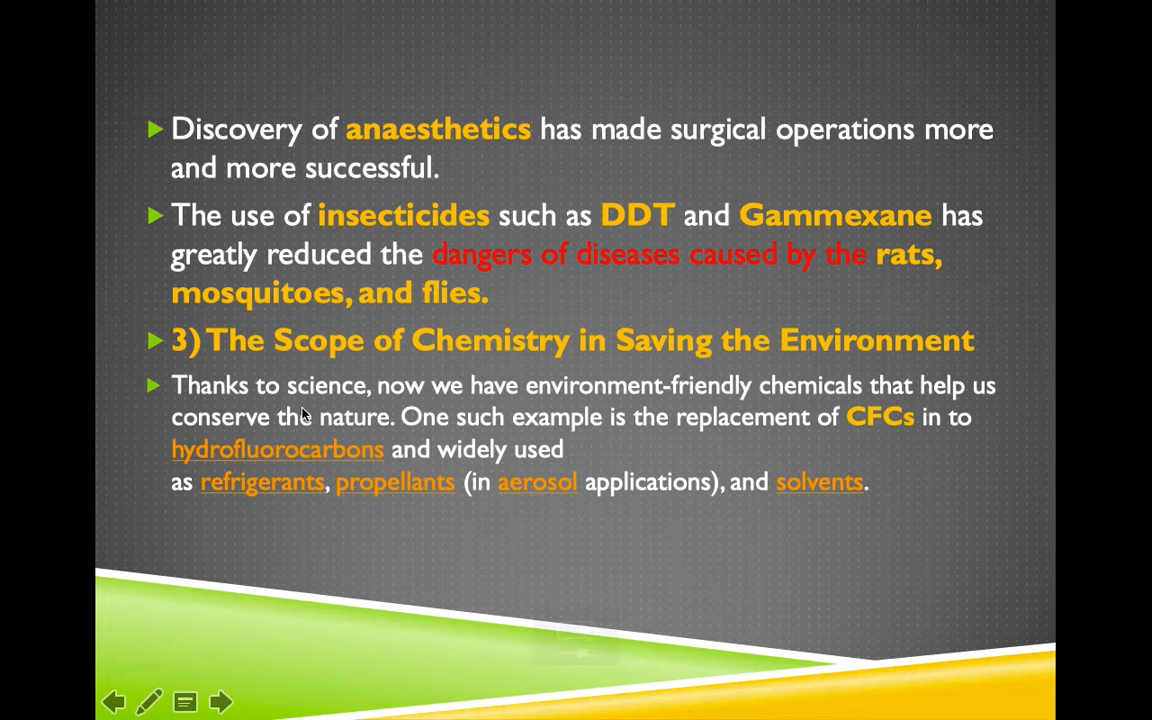 Discovery of anaesthetics has made surgical operations more
and more successful.
The use of insecticides such as DDT and Gammexane has
greatly reduced the dangers of diseases caused by the rats,
mosquitoes, and flies.
3) The Scope of Chemistry in Saving the Environment
Thanks to science, now we have environment-friendly chemicals that help us
conserve the nature. One such example is the replacement of CFCs in to
hydrofluorocarbons and widely used
as refrigerants, propellants (in aerosol applications), and solvents.